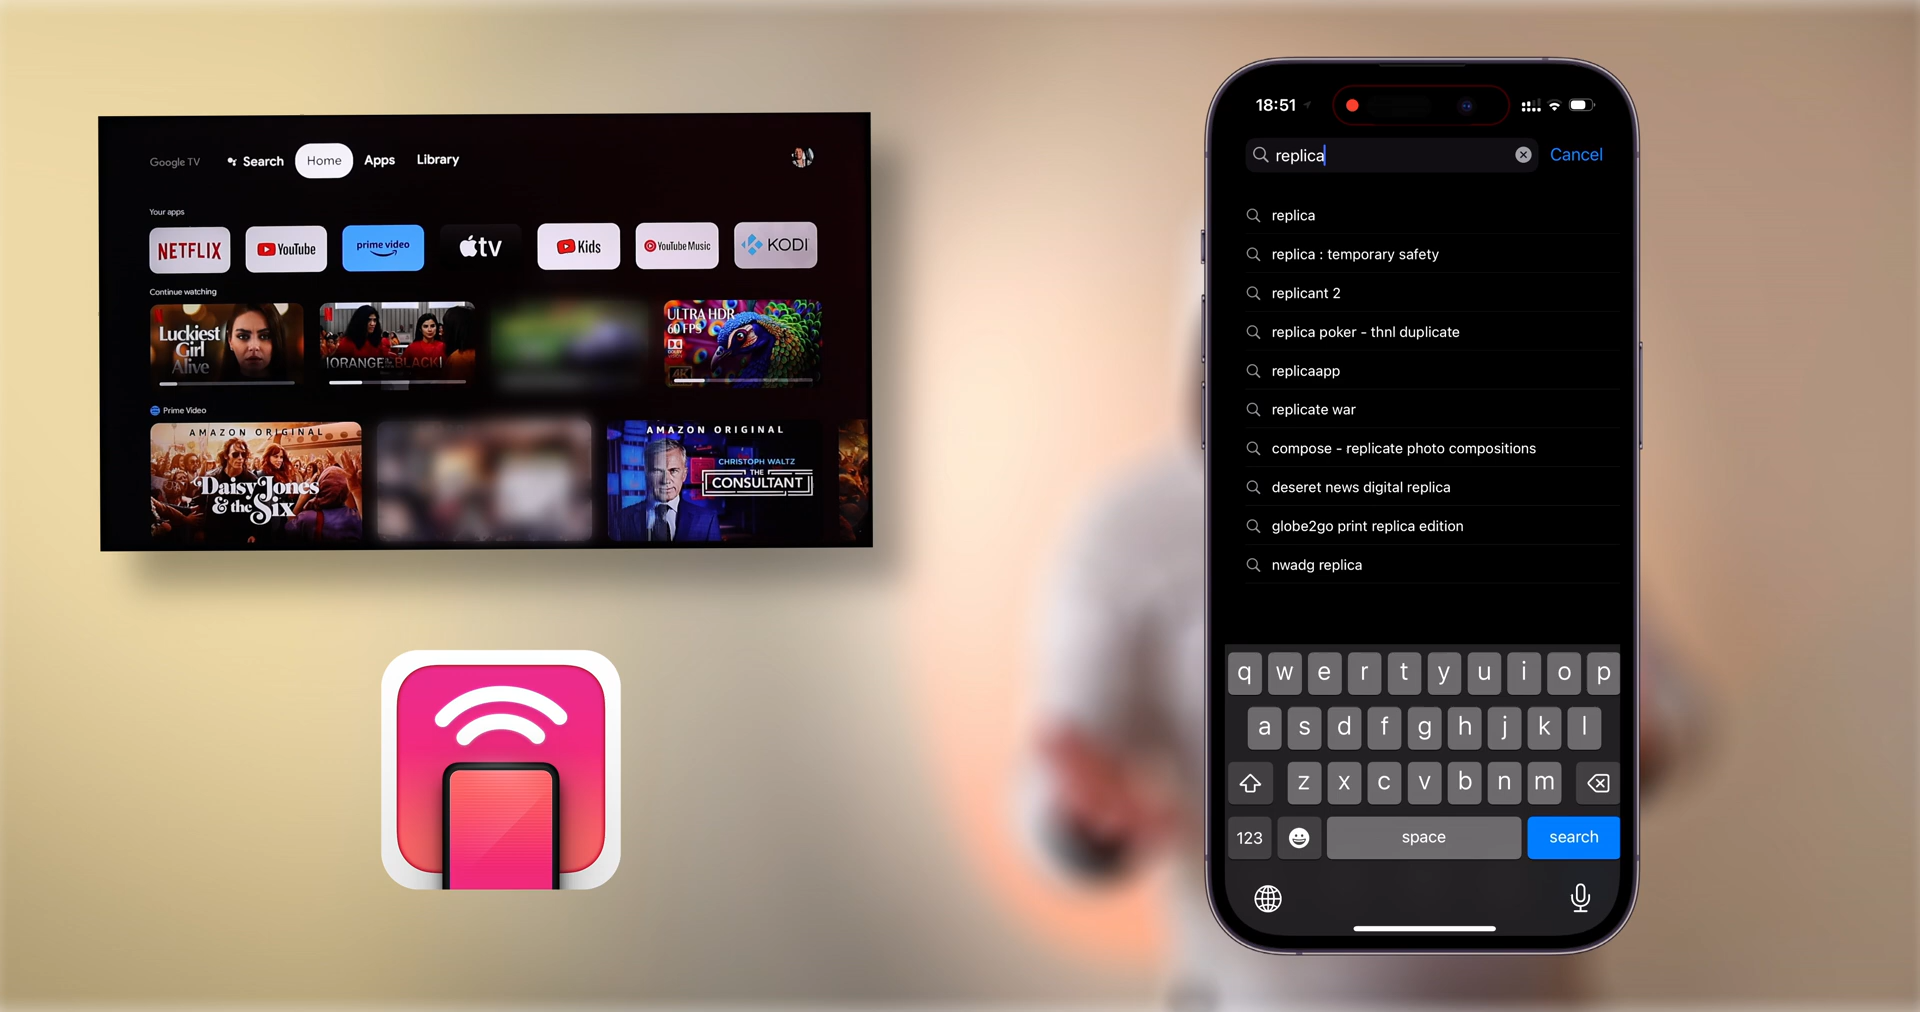 Google TV Search Home Apps Library
Your apps
NETFLIX YouTube prime video tv Kids YouTube Music KODI
Continue watching
Luckiest Girl Alive
ORANGE BLACK
ULTRA HDR
60 FPS
4K
Prime Video
AMAZON ORIGINAL
Daisy Jones
& the Six
AMAZON ORIGINAL
CHRISTOPH WALTZ
THE
CONSULTANT
18:51
replica Cancel
replica
replica : temporary safety
replicant 2
replica poker - thnl duplicate
replicaapp
replicate war
compose - replicate photo compositions
deseret news digital replica
globe2go print replica edition
nwadg replica
q w e r t y u i o p
a s d f g h j k l
z x c v b n m
123 space search